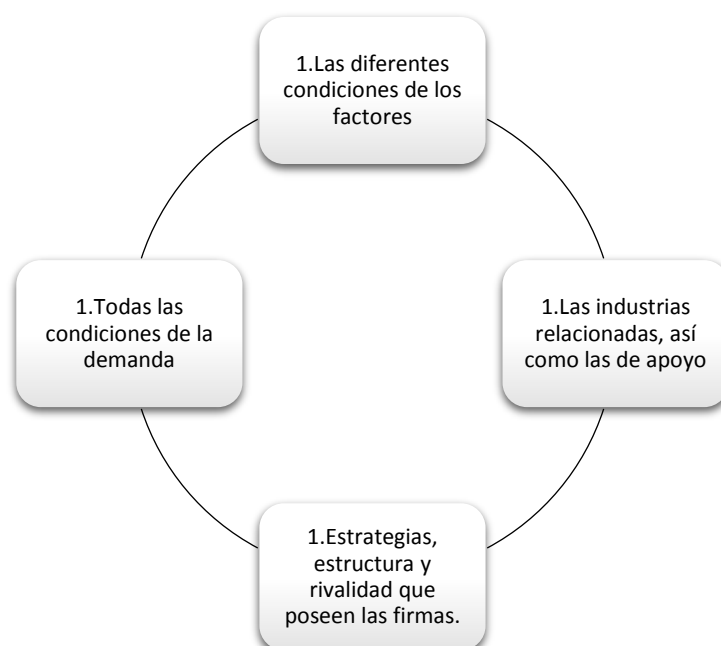 1.Las diferentes
condiciones de los
factores
1.Todas las
condiciones de la
demanda
1.Las industrias
relacionadas, así
como las de apoyo
1.Estrategias,
estructura y
rivalidad que
poseen las firmas.